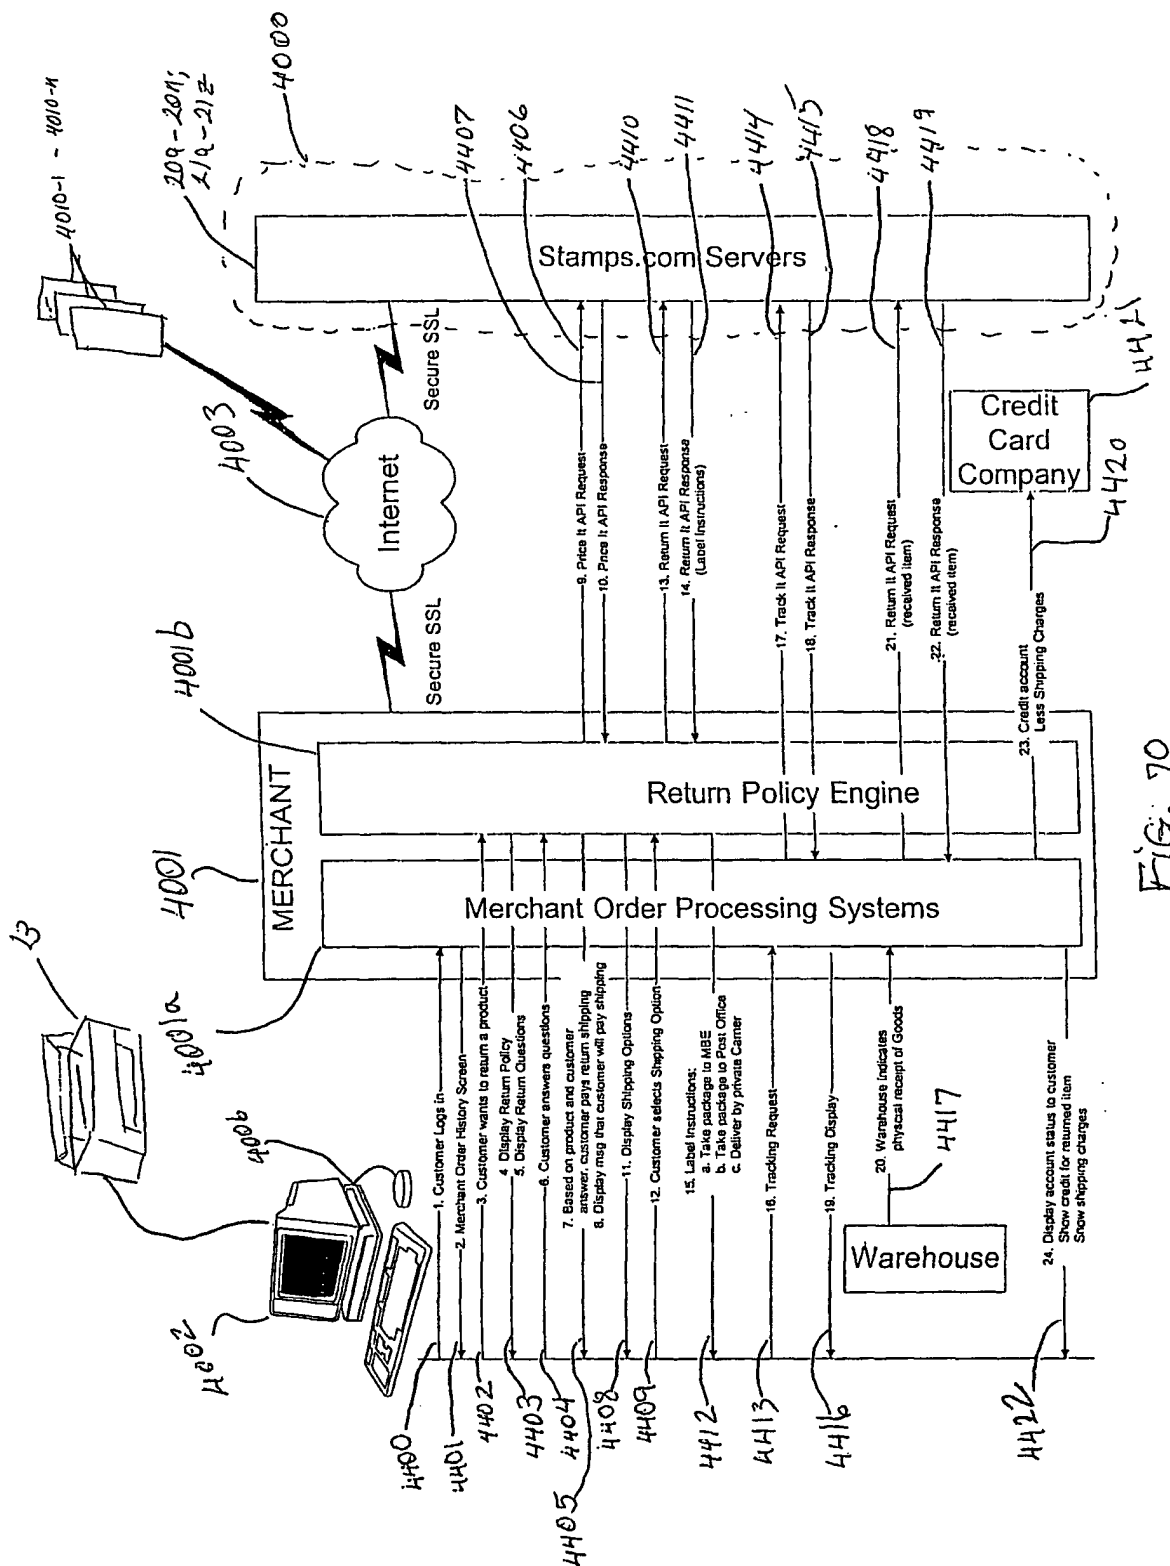 4010-1 - 4010-n
20a-20n;
21a-21z
4000
23
4002
4006
4001
4001a
4001b
4003
MERCHANT
Merchant Order Processing Systems
Return Policy Engine
Secure SSL
Internet
Secure SSL
Stamps.com Servers
4400
1. Customer Logs in
4401
2. Merchant Order History Screen
4402
3. Customer wants to return a product
4403
4 Display Return Policy
5. Display Return Questions
4404
6. Customer answers questions
4405
7. Based on product and customer
answer, customer pays return shipping
8. Display msg that customer will pay shipping
9. Price It API Request
4406
10. Price It API Response
4407
4408
11. Display Shipping Options
4409
12. Customer selects Shipping Option
13. Return It API Request
4410
14. Return It API Response
(Label Instructions)
4411
4412
15. Label Instructions:
a. Take package to MBE
b. Take package to Post Office
c. Deliver by private Carrier
4413
16. Tracking Request
17. Track It API Request
4414
18. Track It API Response
4415
4416
19. Tracking Display
Warehouse
20. Warehouse indicates
physical receipt of Goods
4417
21. Return It API Request
(received item)
4418
22. Return It API Response
(received item)
4419
23. Credit account
Less Shipping Charges
4420
Credit
Card
Company
4421
4422
24. Display account status to customer
Show credit for returned item
Show shipping charges
FIG. 70